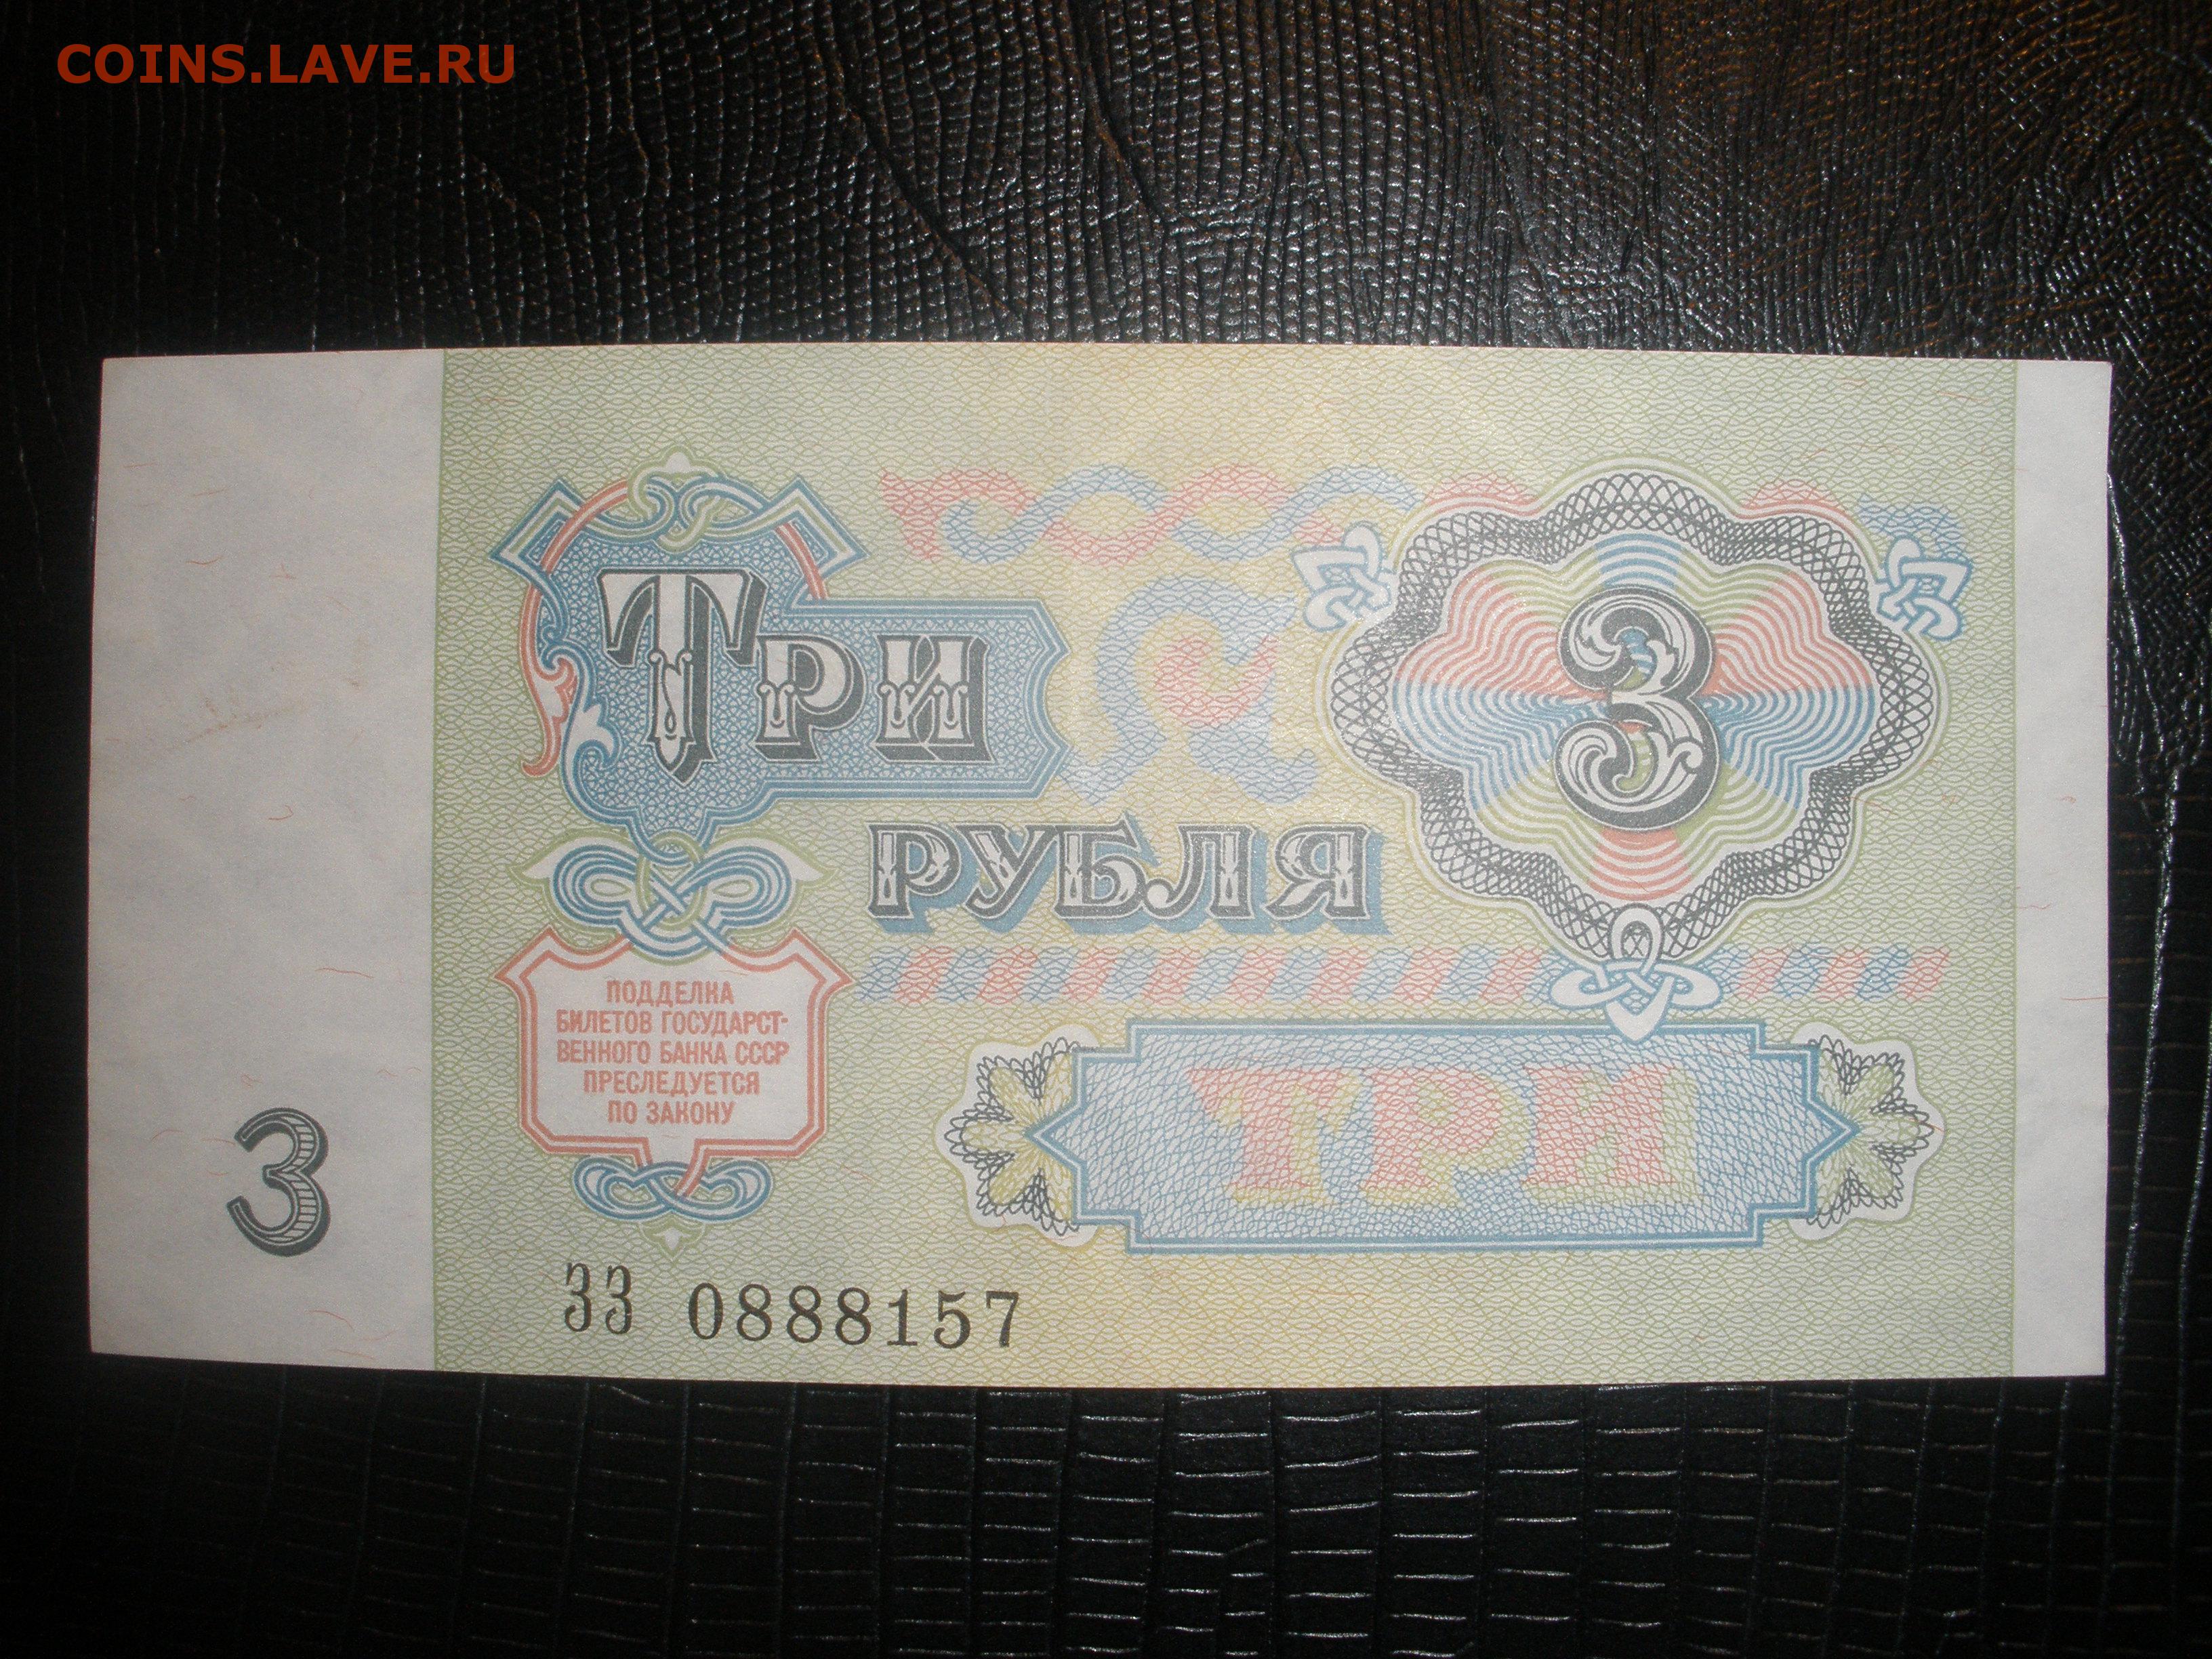 COINS.LAVE.RU
ТРИ
3
РУБЛЯ
ПОДДЕЛКА
БИЛЕТОВ ГОСУДАРСТ-
ВЕННОГО БАНКА СССР
ПРЕСЛЕДУЕТСЯ
ПО ЗАКОНУ
ТРИ
3
ЗЗ 0888157